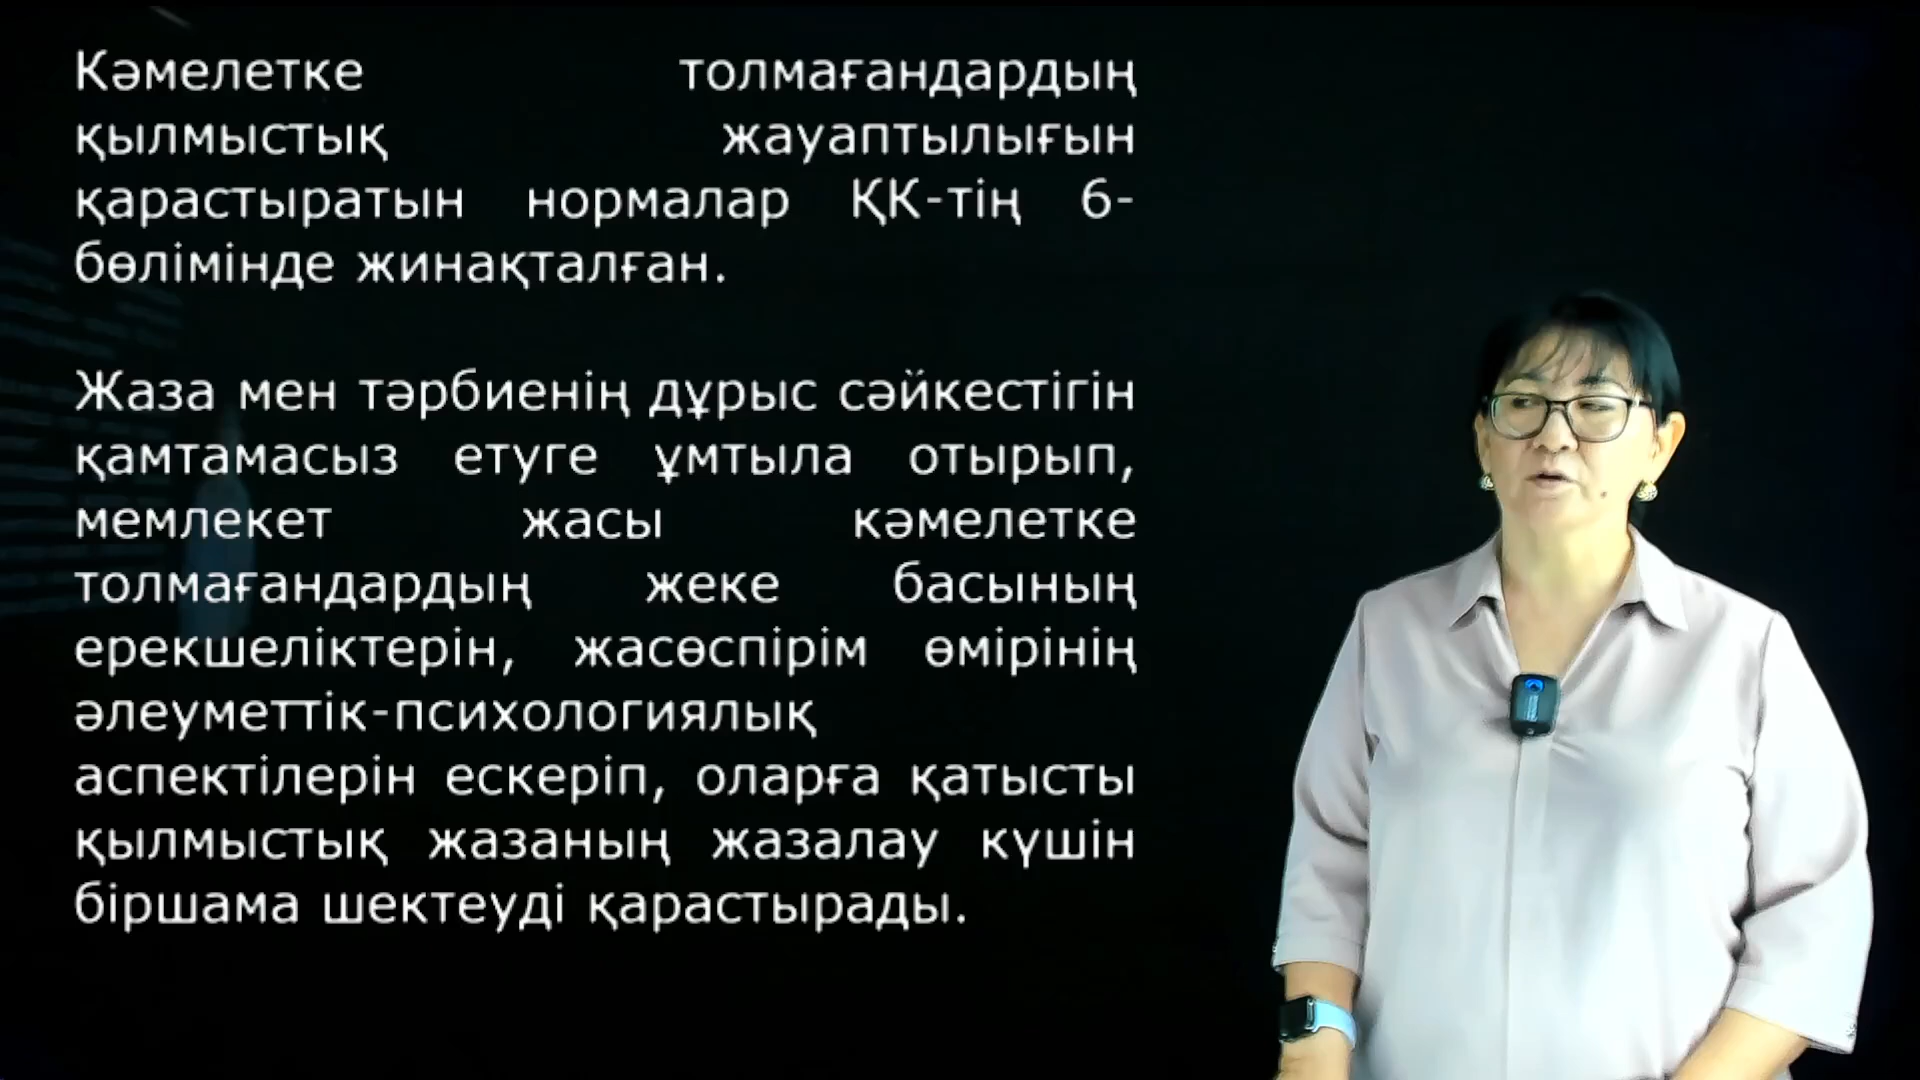 Кәмелетке толмағандардың
қылмыстық жауаптылығын
қарастыратын нормалар ҚК-тің 6-
бөлімінде жинақталған.
Жаза мен тәрбиенің дұрыс сәйкестігін
қамтамасыз етуге ұмтыла отырып,
мемлекет жасы кәмелетке
толмағандардың жеке басының
ерекшеліктерін, жасөспірім өмірінің
әлеуметтік-психологиялық
аспектілерін ескеріп, оларға қатысты
қылмыстық жазаның жазалау күшін
біршама шектеуді қарастырады.